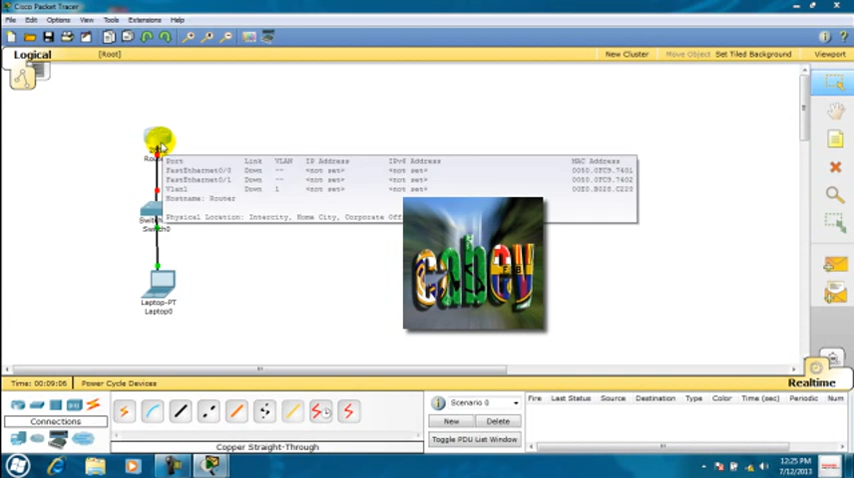 Cisco Packet Tracer
File Edit Options View Tools Extensions Help
Logical [Root] New Cluster Move Object Set Tiled Background Viewport
Port Link VLAN IP Address IPv6 Address MAC Address
FastEthernet0/0 Down -- <not set> <not set> 00D0.0FC9.7401
FastEthernet0/1 Down -- <not set> <not set> 00D0.0FC9.7402
Vlan1 Down 1 <not set> <not set> 00E0.B028.C220
Hostname: Router
Physical Location: Intercity, Home City, Corporate
Switch0
Laptop-PT
Laptop0
cabey
FCB
Time: 00:09:06 Power Cycle Devices
Realtime
Connections
Copper Straight-Through
Scenario 0
New Delete
Toggle PDU List Window
Fire Last Status Source Destination Type Color Time (sec) Periodic Num
12:25 PM
7/12/2013